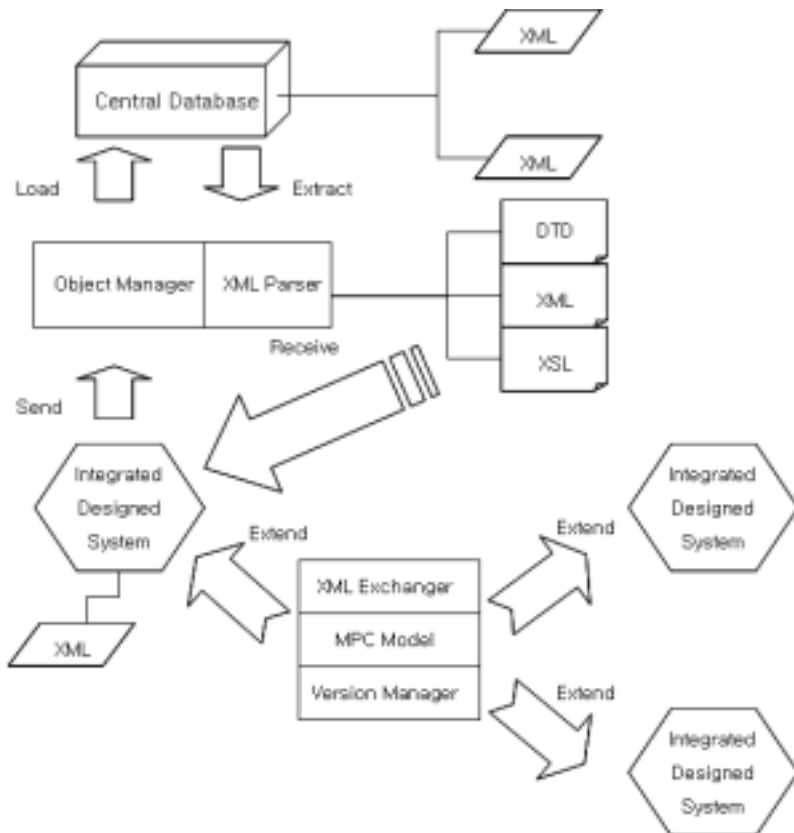 XML
Central Database
XML
Load
Extract
DTD
Object Manager
XML Parser
XML
Receive
XSL
Send
Integrated
Designed
System
Integrated
Designed
System
Extend
Extend
XML Exchanger
XML
MPC Model
Version Manager
Extend
Integrated
Designed
System